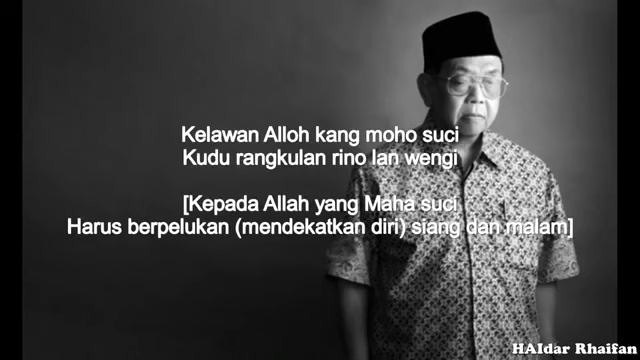 Kelawan Alloh kang moho suci
Kudu rangkulan rino lan wengi
[Kepada Allah yang Maha suci
Harus berpelukan (mendekatkan diri) siang dan malam]
HAIdar Rhaifan